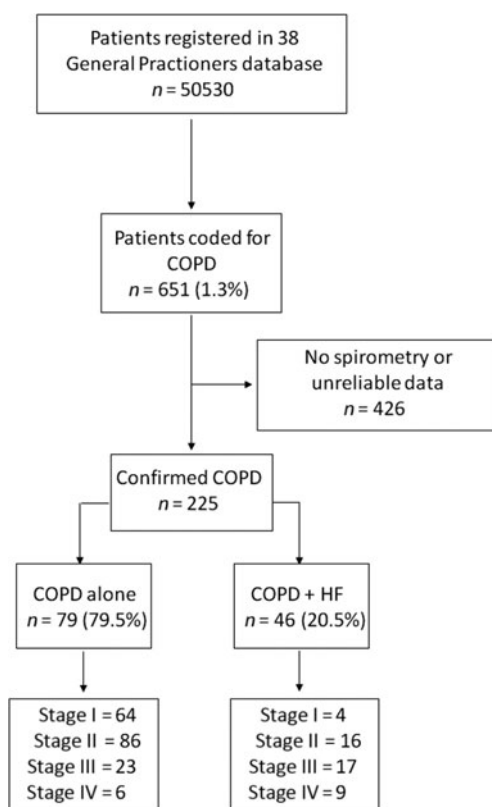 Patients registered in 38
General Practioners database
n = 50530
Patients coded for
COPD
n = 651 (1.3%)
No spirometry or
unreliable data
n = 426
Confirmed COPD
n = 225
COPD alone
n = 79 (79.5%)
COPD + HF
n = 46 (20.5%)
Stage I = 64
Stage II = 86
Stage III = 23
Stage IV = 6
Stage I = 4
Stage II = 16
Stage III = 17
Stage IV = 9